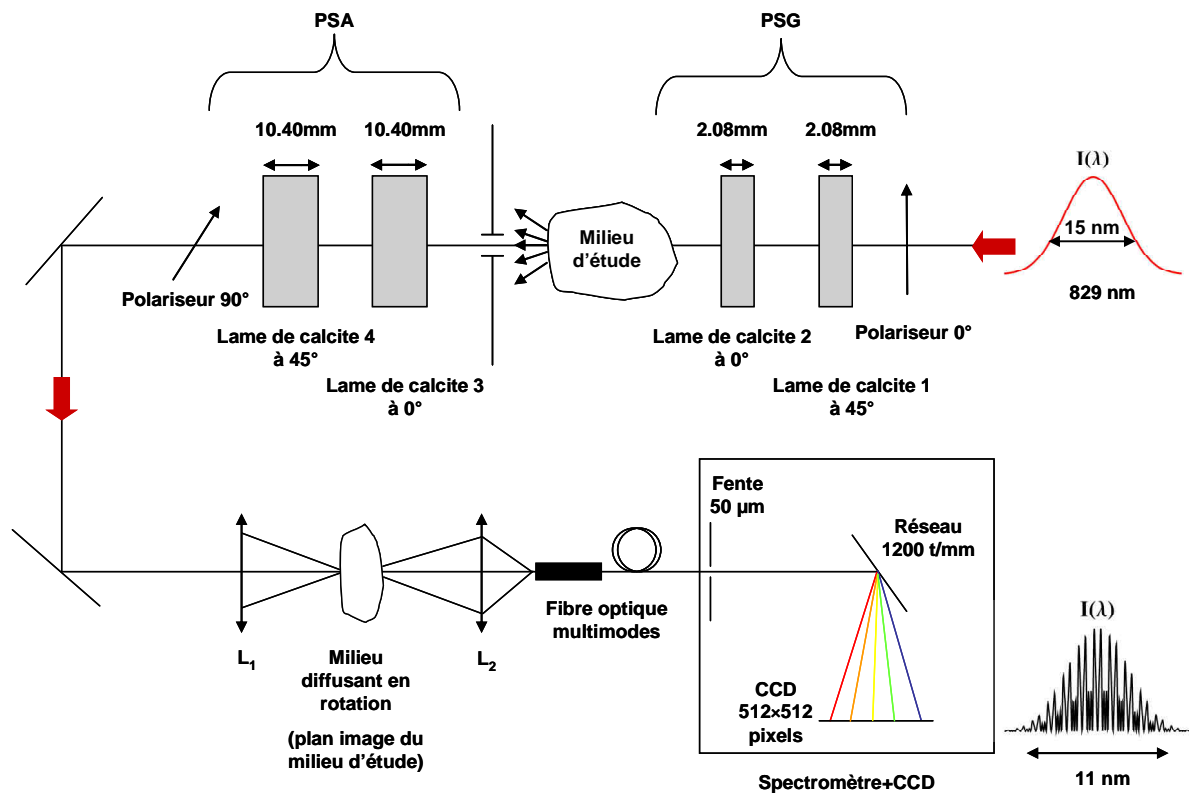 PSA
PSG
10.40mm
10.40mm
2.08mm
2.08mm
I(λ)
15 nm
829 nm
Milieu
d'étude
Polariseur 90°
Polariseur 0°
Lame de calcite 4
à 45°
Lame de calcite 3
à 0°
Lame de calcite 2
à 0°
Lame de calcite 1
à 45°
Fente
50 µm
Réseau
1200 t/mm
Fibre optique
multimodes
L1
Milieu
diffusant en
rotation
(plan image du
milieu d'étude)
L2
CCD
512×512
pixels
Spectromètre+CCD
I(λ)
11 nm